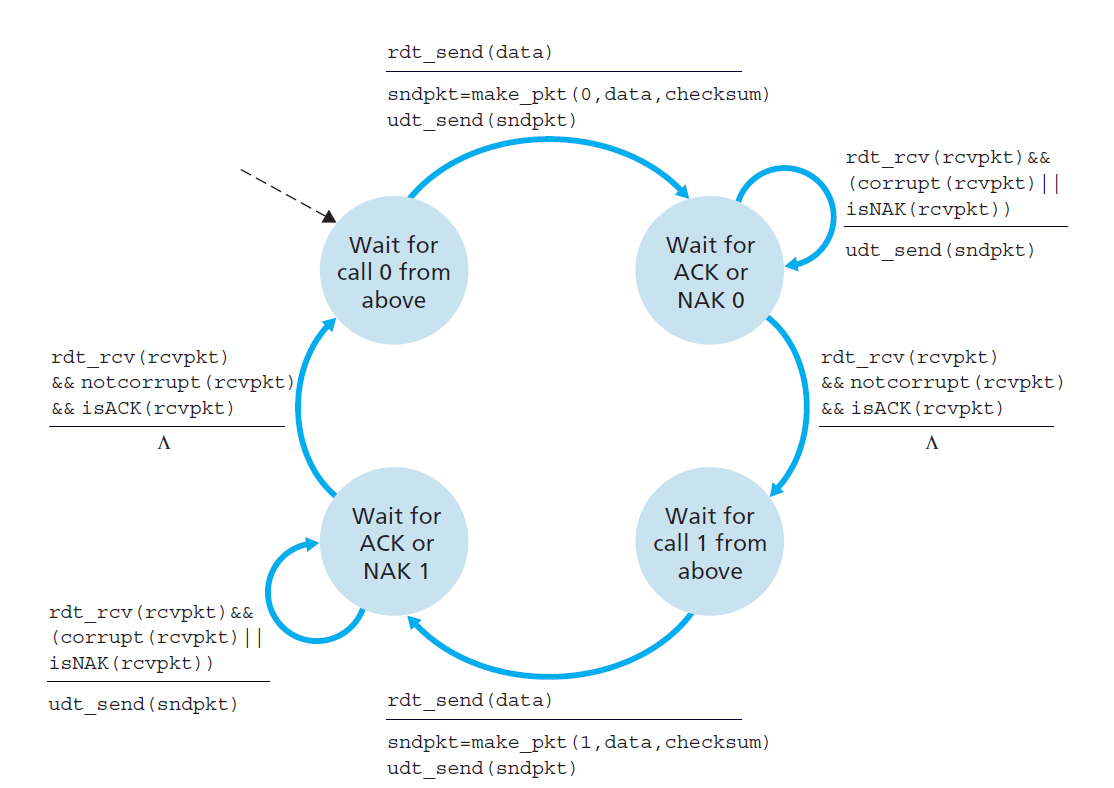 rdt_send(data)
sndpkt=make_pkt(0,data,checksum)
udt_send(sndpkt)
rdt_rcv(rcvpkt)&&
(corrupt(rcvpkt)||
isNAK(rcvpkt))
udt_send(sndpkt)
Wait for
call 0 from
above
Wait for
ACK or
NAK 0
rdt_rcv(rcvpkt)
&& notcorrupt(rcvpkt)
&& isACK(rcvpkt)
Λ
rdt_rcv(rcvpkt)
&& notcorrupt(rcvpkt)
&& isACK(rcvpkt)
Λ
Wait for
ACK or
NAK 1
Wait for
call 1 from
above
rdt_rcv(rcvpkt)&&
(corrupt(rcvpkt)||
isNAK(rcvpkt))
udt_send(sndpkt)
rdt_send(data)
sndpkt=make_pkt(1,data,checksum)
udt_send(sndpkt)